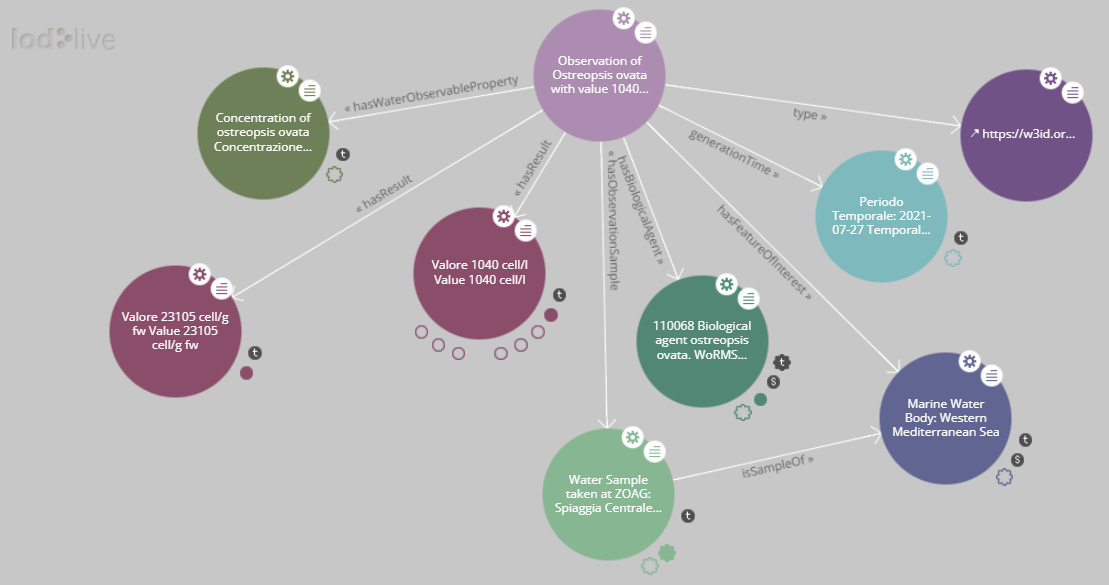 lod live
Observation of
Ostreopsis ovata
with value 1040...
« hasWaterObservableProperty
Concentration of
ostreopsis ovata
Concentrazione...
t
type »
↗ https://w3id.or...
generationTime »
Periodo
Temporale: 2021-
07-27 Temporal...
t
« hasResult
« hasResult
« hasObservationSample
hasBiologicalAgent »
hasFeatureOfInterest »
Valore 1040 cell/l
Value 1040 cell/l
t
Valore 23105 cell/g
fw Value 23105
cell/g fw
t
110068 Biological
agent ostreopsis
ovata. WoRMS...
t
S
Marine Water
Body: Western
Mediterranean Sea
t
S
isSampleOf »
Water Sample
taken at ZOAG:
Spiaggia Centrale...
t